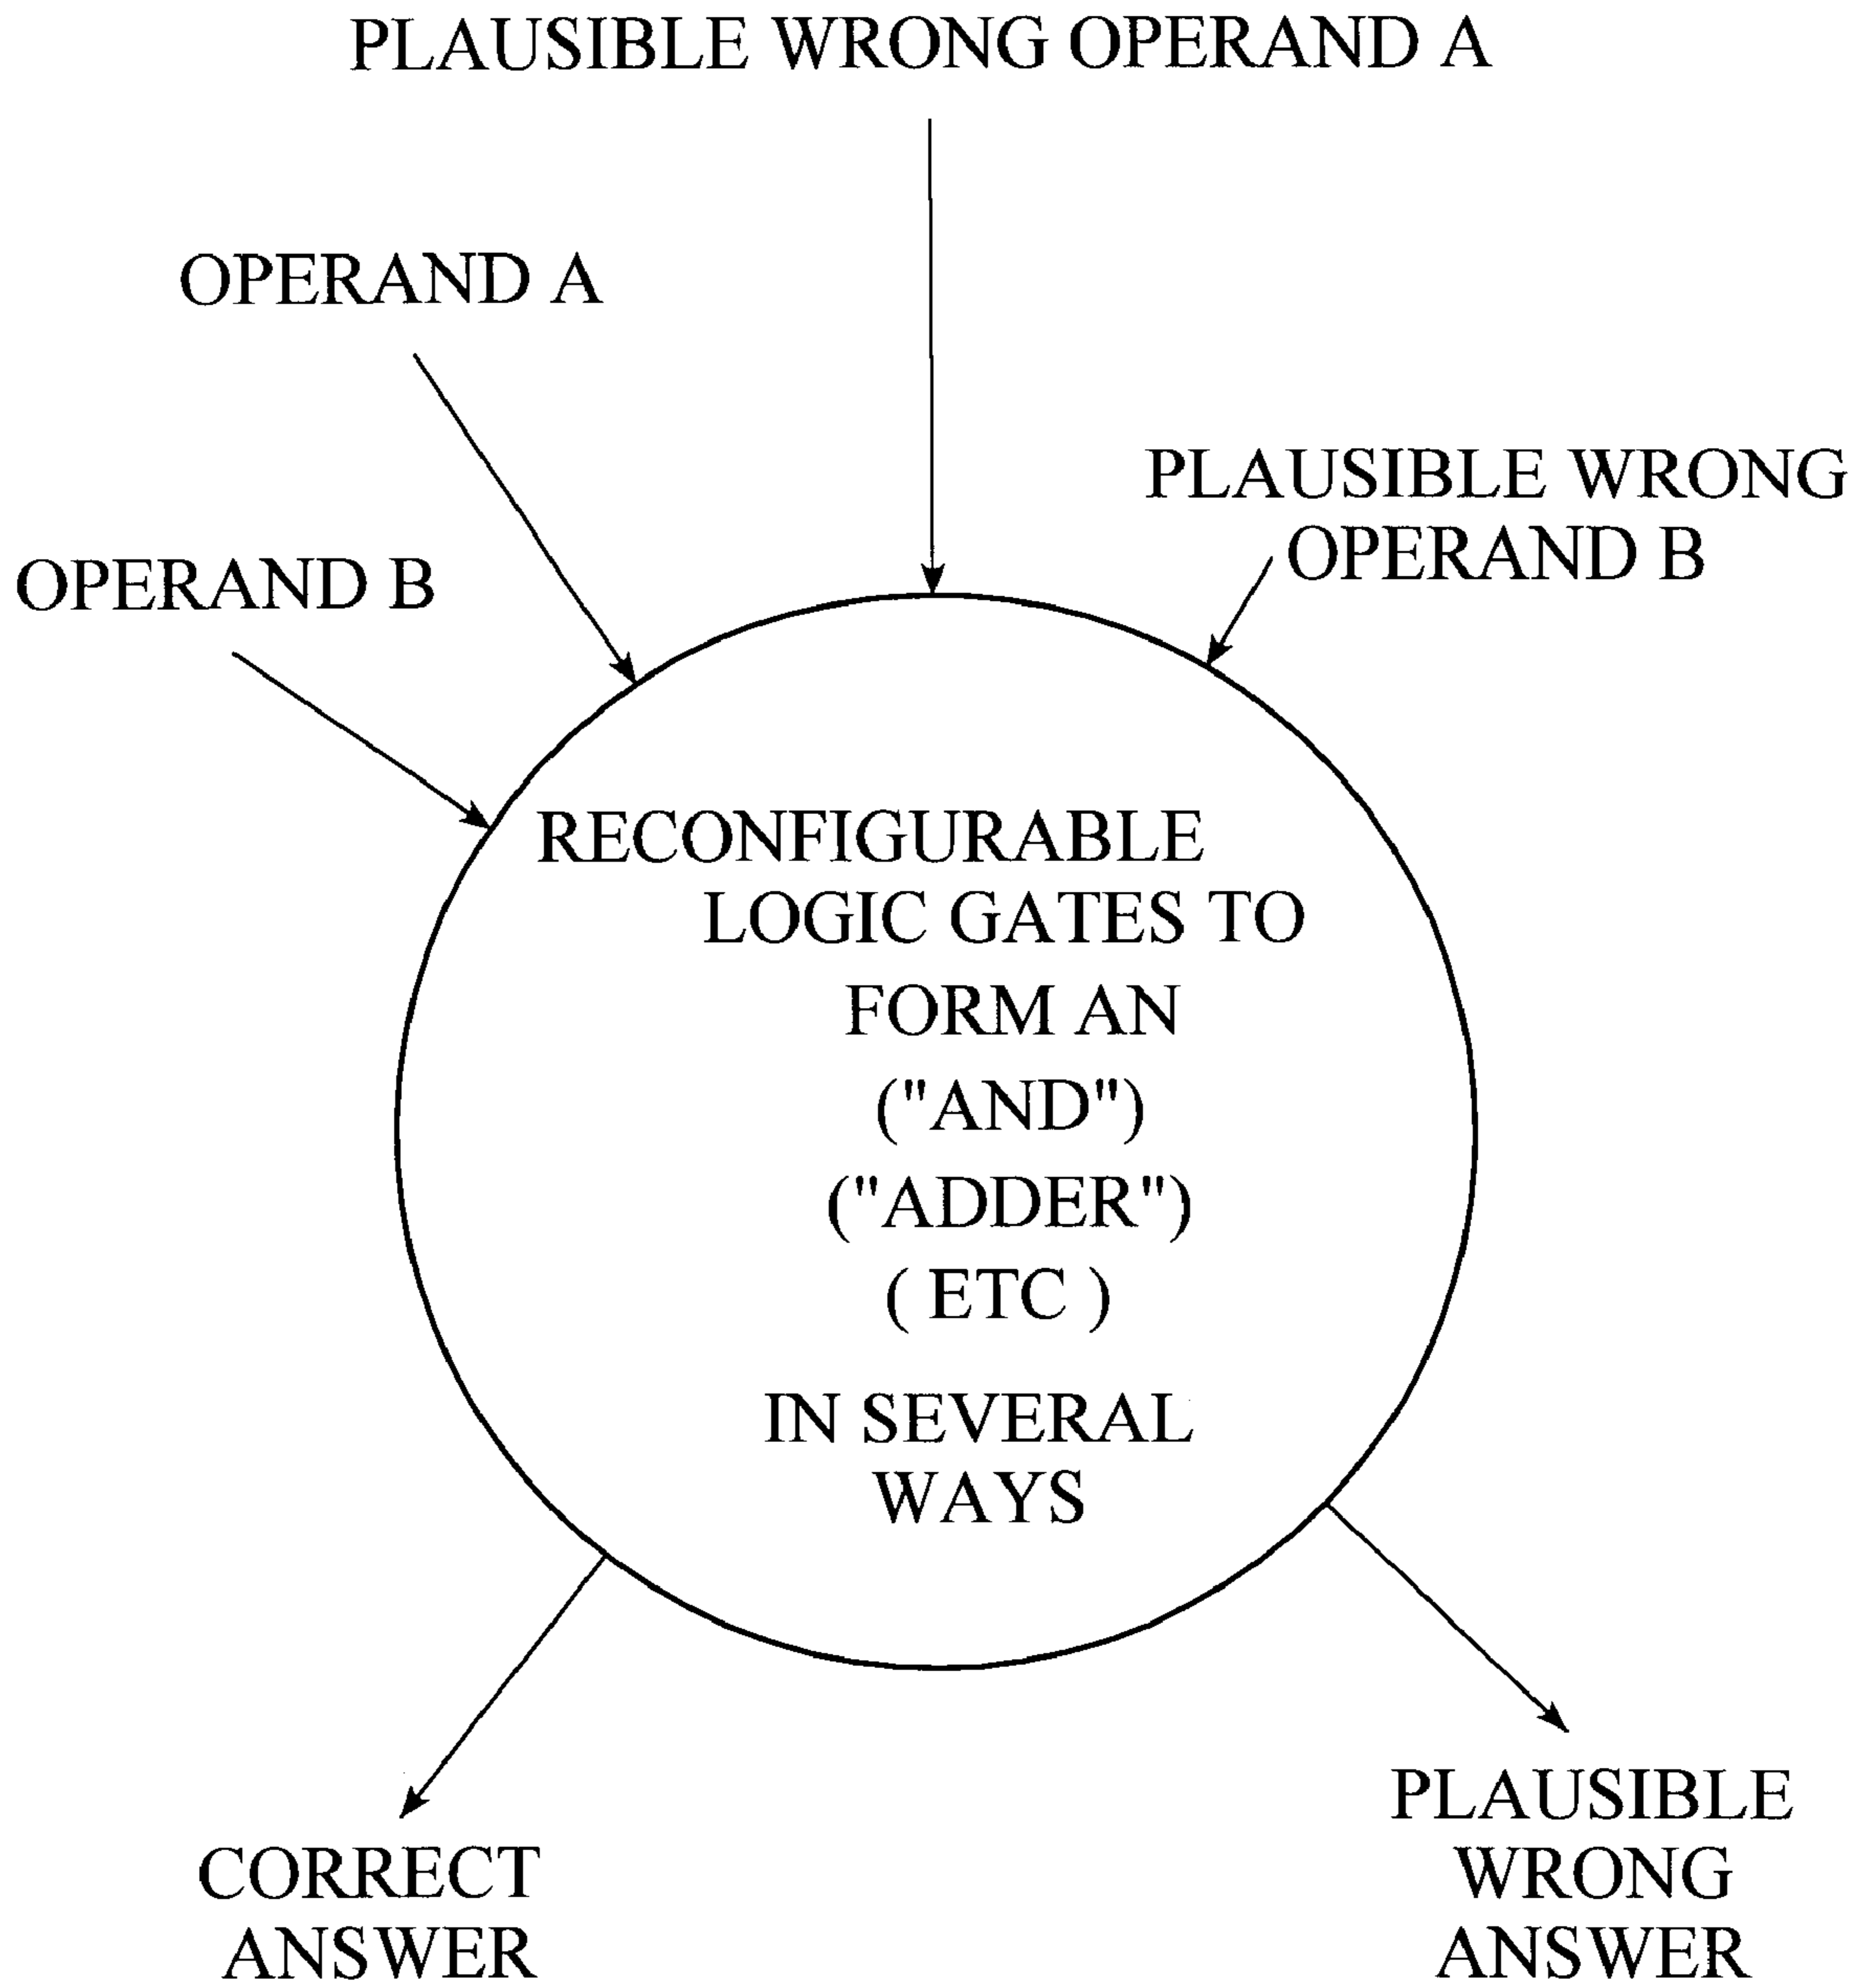 PLAUSIBLE WRONG OPERAND A
OPERAND A
PLAUSIBLE WRONG
OPERAND B
OPERAND B
RECONFIGURABLE
LOGIC GATES TO
FORM AN
("AND")
("ADDER")
( ETC )
IN SEVERAL
WAYS
CORRECT
ANSWER
PLAUSIBLE
WRONG
ANSWER